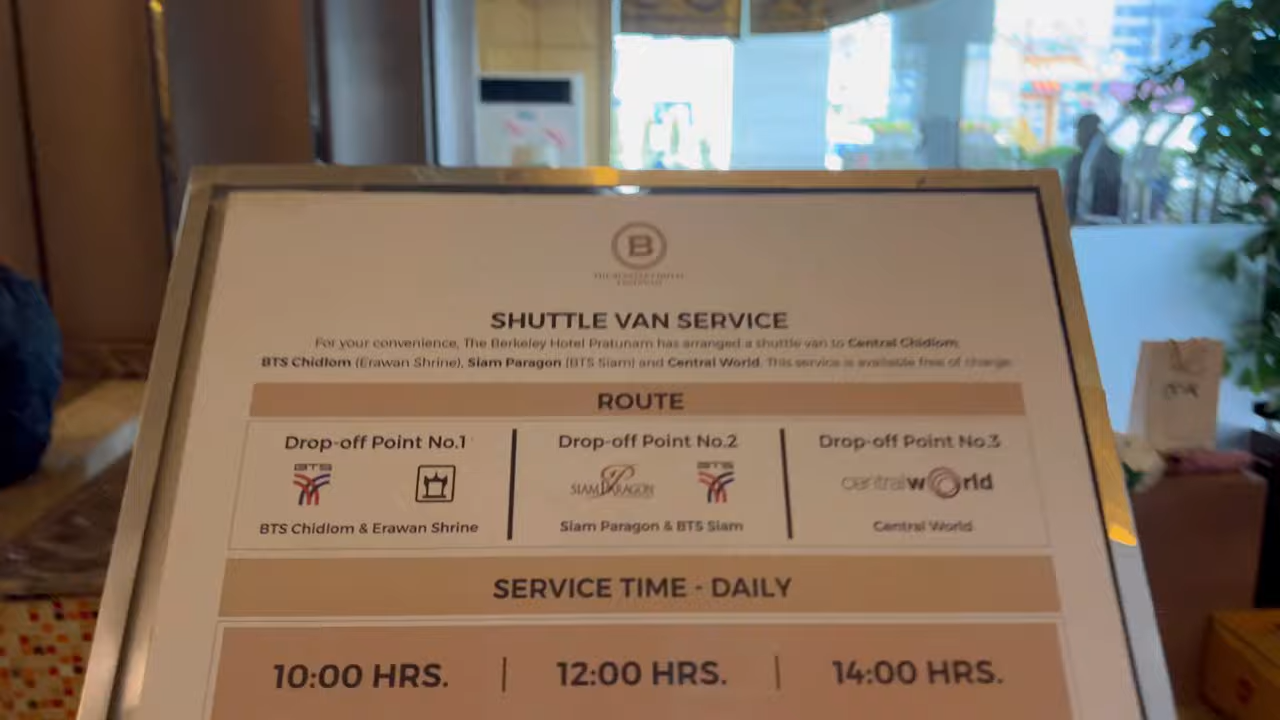 B
SHUTTLE VAN SERVICE
For your convenience, The Berkeley Hotel Pratunam has arranged a shuttle van to Central Chidlom,
BTS Chidlom (Erawan Shrine), Siam Paragon (BTS Siam) and Central World. This service is available free of charge.
ROUTE
Drop-off Point No.1
Drop-off Point No.2
Drop-off Point No.3
BTS
SIAM PARAGON
BTS
centralwOrld
BTS Chidlom & Erawan Shrine
Siam Paragon & BTS Siam
Central World
SERVICE TIME - DAILY
10:00 HRS. | 12:00 HRS. | 14:00 HRS.